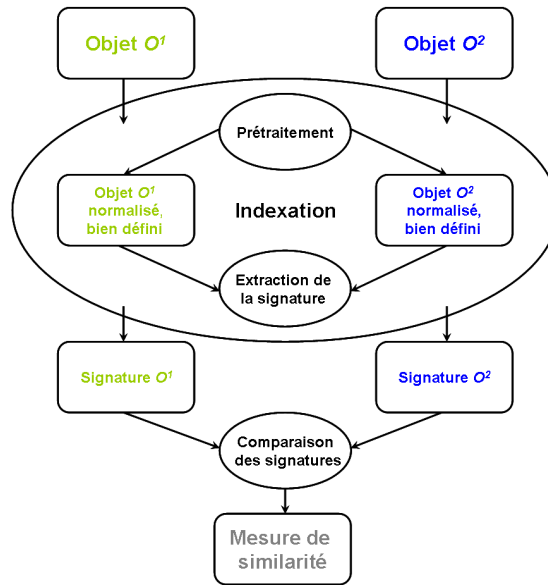 Objet O¹
Objet O²
Prétraitement
Objet O¹
normalisé,
bien défini
Indexation
Objet O²
normalisé,
bien défini
Extraction de
la signature
Signature O¹
Signature O²
Comparaison
des signatures
Mesure de
similarité